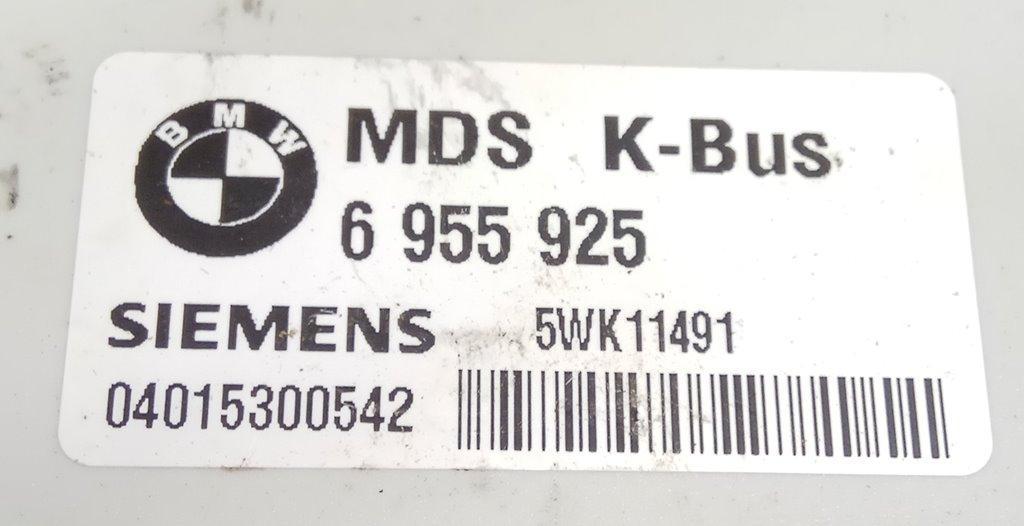 BMW
MDS K-Bus
6 955 925
SIEMENS 5WK11491
04015300542